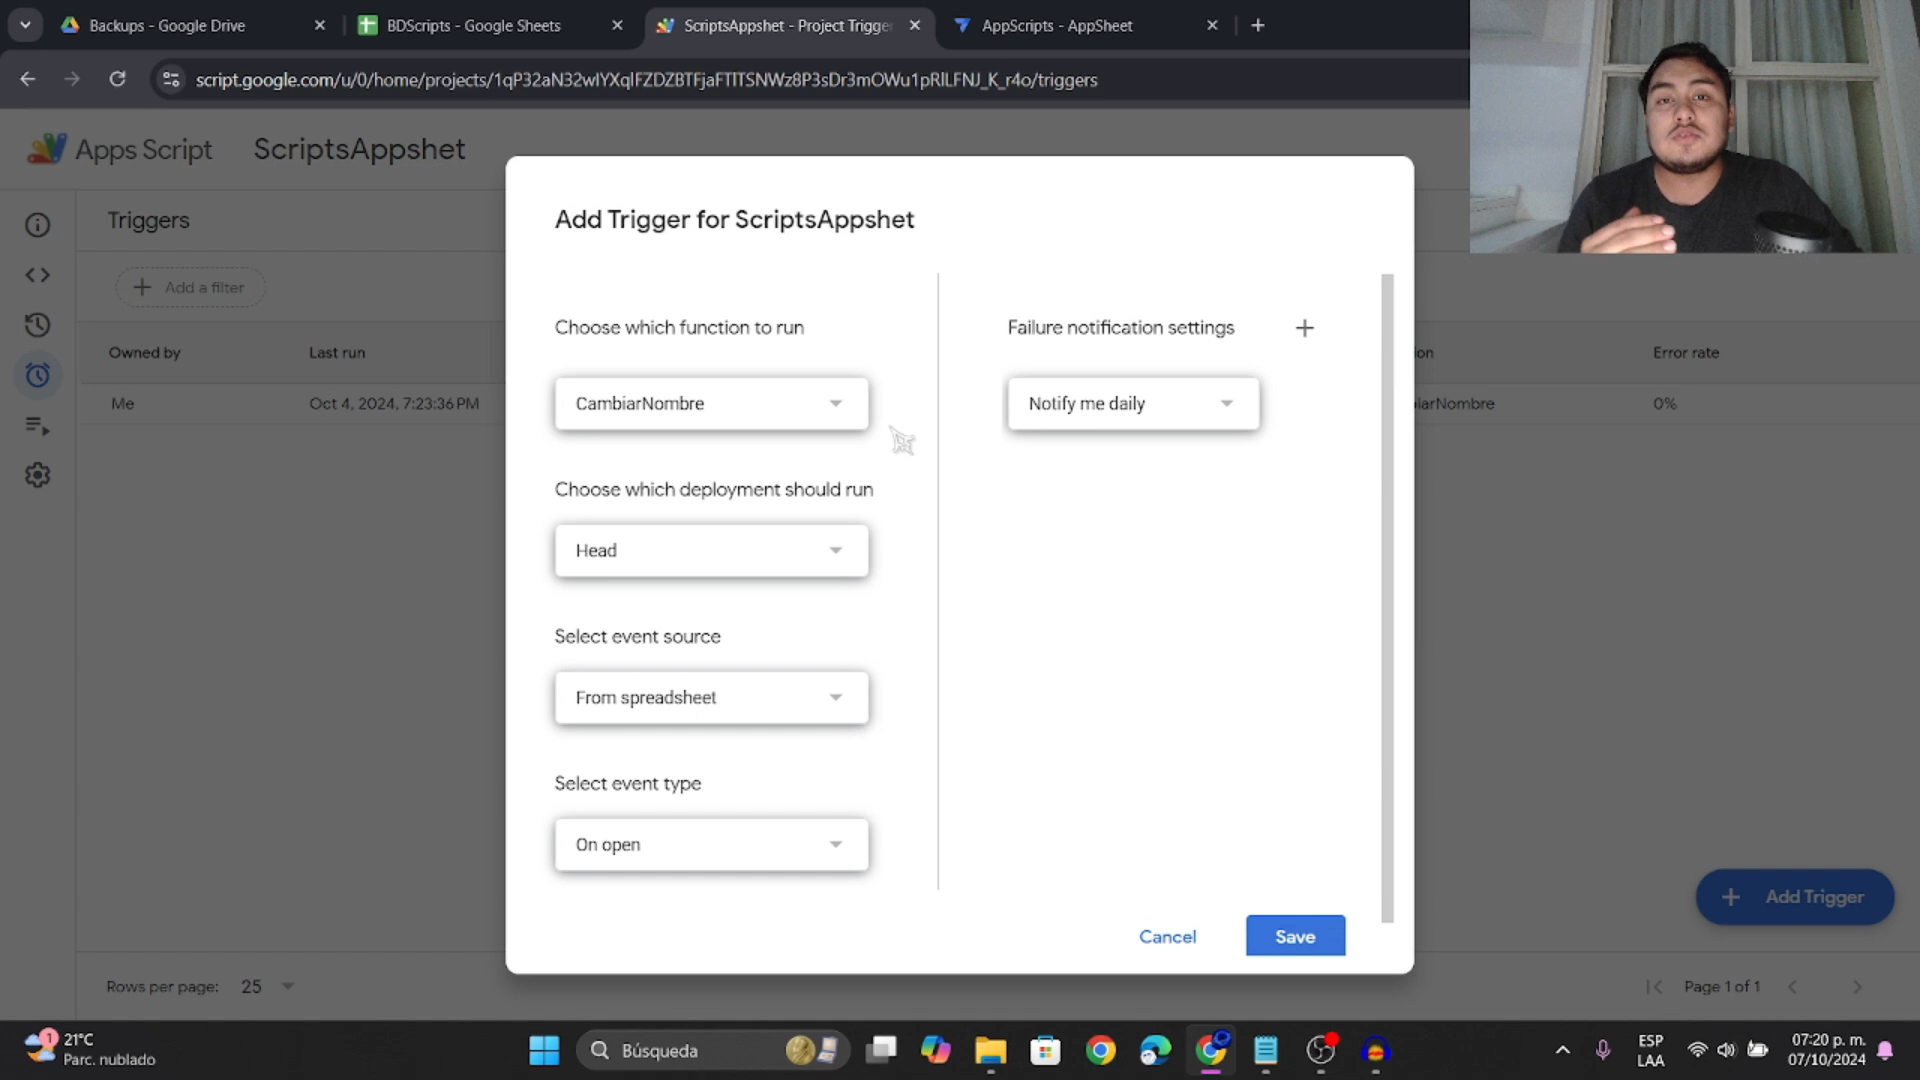 Backups - Google Drive
BDScripts - Google Sheets
ScriptsAppshet - Project Trigge
AppScripts - AppSheet
script.google.com/u/0/home/projects/1qP32aN32wlYXqlFZDZBTFjaFTlTSNWz8P3sDr3mOWu1pRlLFNJ_K_r4o/triggers
Apps Script
ScriptsAppshet
Triggers
Add a filter
Owned by
Last run
ion
Error rate
Me
Oct 4, 2024, 7:23:36 PM
iarNombre
0%
Add Trigger for ScriptsAppshet
Choose which function to run
CambiarNombre
Choose which deployment should run
Head
Select event source
From spreadsheet
Select event type
On open
Failure notification settings
Notify me daily
Cancel
Save
Add Trigger
Rows per page:
25
Page 1 of 1
1
21°C
Parc. nublado
Búsqueda
ESP
LAA
07:20 p. m.
07/10/2024